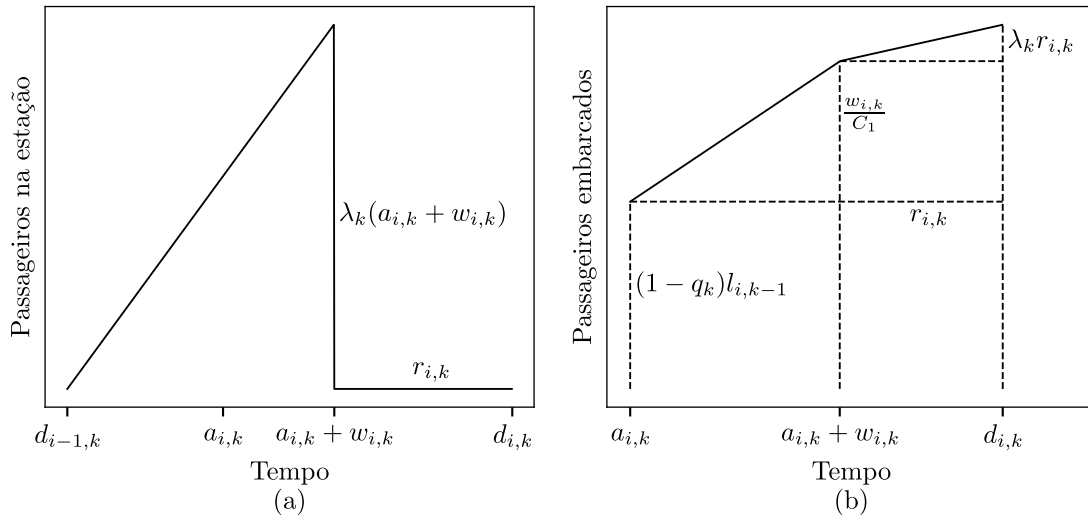 Passageiros na estação
λ_k(a_{i,k} + w_{i,k})
r_{i,k}
d_{i−1,k}
a_{i,k}
a_{i,k} + w_{i,k}
d_{i,k}
Tempo
(a)
Passageiros embarcados
λ_k r_{i,k}
w_{i,k}/C_1
r_{i,k}
(1 − q_k)l_{i,k−1}
a_{i,k}
a_{i,k} + w_{i,k}
d_{i,k}
Tempo
(b)